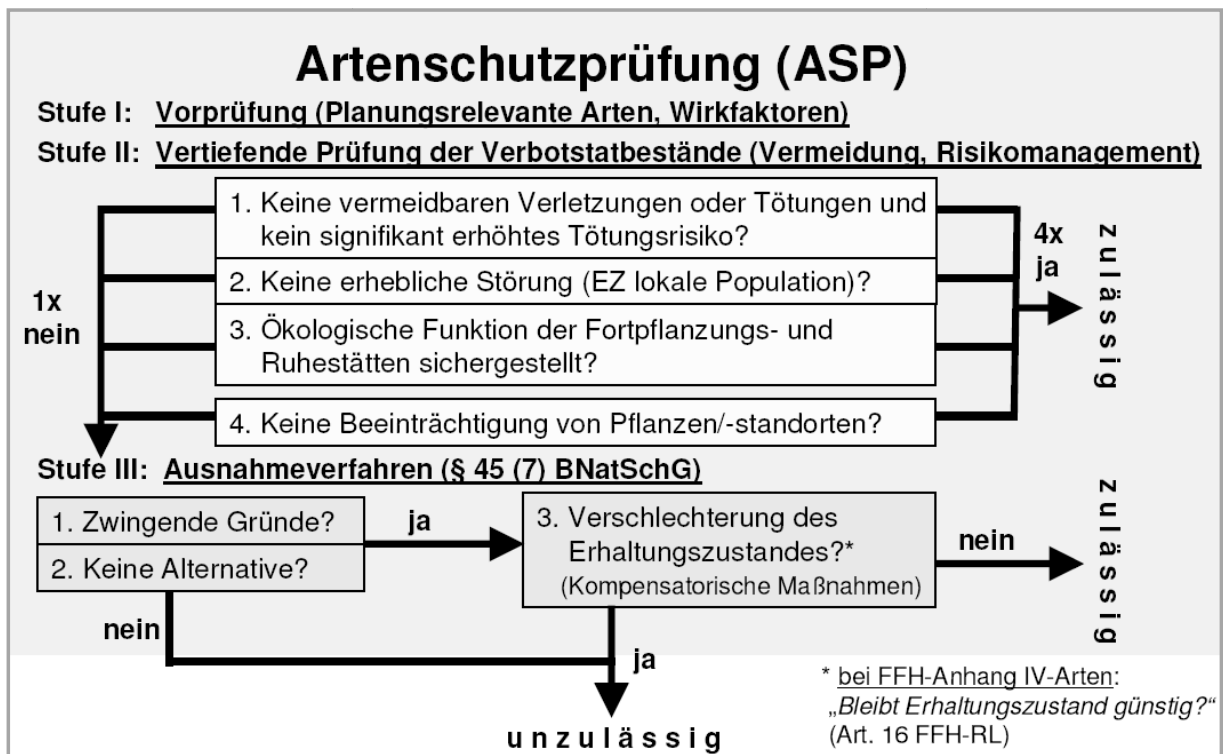 Artenschutzprüfung (ASP)
Stufe I: Vorprüfung (Planungsrelevante Arten, Wirkfaktoren)
Stufe II: Vertiefende Prüfung der Verbotstatbestände (Vermeidung, Risikomanagement)
1. Keine vermeidbaren Verletzungen oder Tötungen und
kein signifikant erhöhtes Tötungsrisiko?
2. Keine erhebliche Störung (EZ lokale Population)?
3. Ökologische Funktion der Fortpflanzungs- und
Ruhestätten sichergestellt?
4. Keine Beeinträchtigung von Pflanzen/-standorten?
1x
nein
4x
ja
zulässig
Stufe III: Ausnahmeverfahren (§ 45 (7) BNatSchG)
1. Zwingende Gründe?
2. Keine Alternative?
ja
nein
3. Verschlechterung des
Erhaltungszustandes?*
(Kompensatorische Maßnahmen)
nein
zulässig
ja
unzulässig
* bei FFH-Anhang IV-Arten:
„Bleibt Erhaltungszustand günstig?“
(Art. 16 FFH-RL)